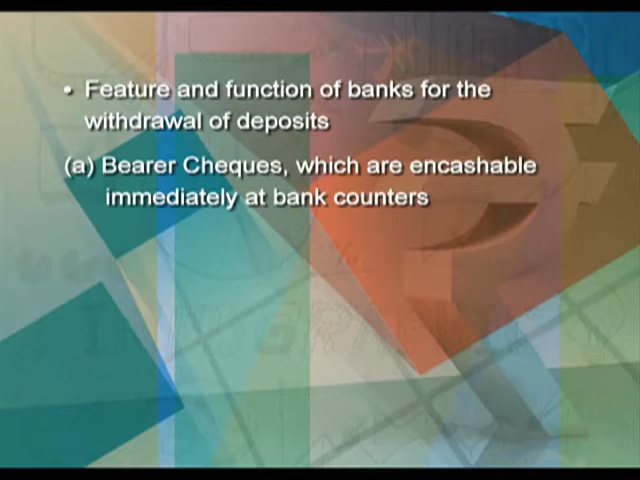 • Feature and function of banks for the
withdrawal of deposits
(a) Bearer Cheques, which are encashable
immediately at bank counters